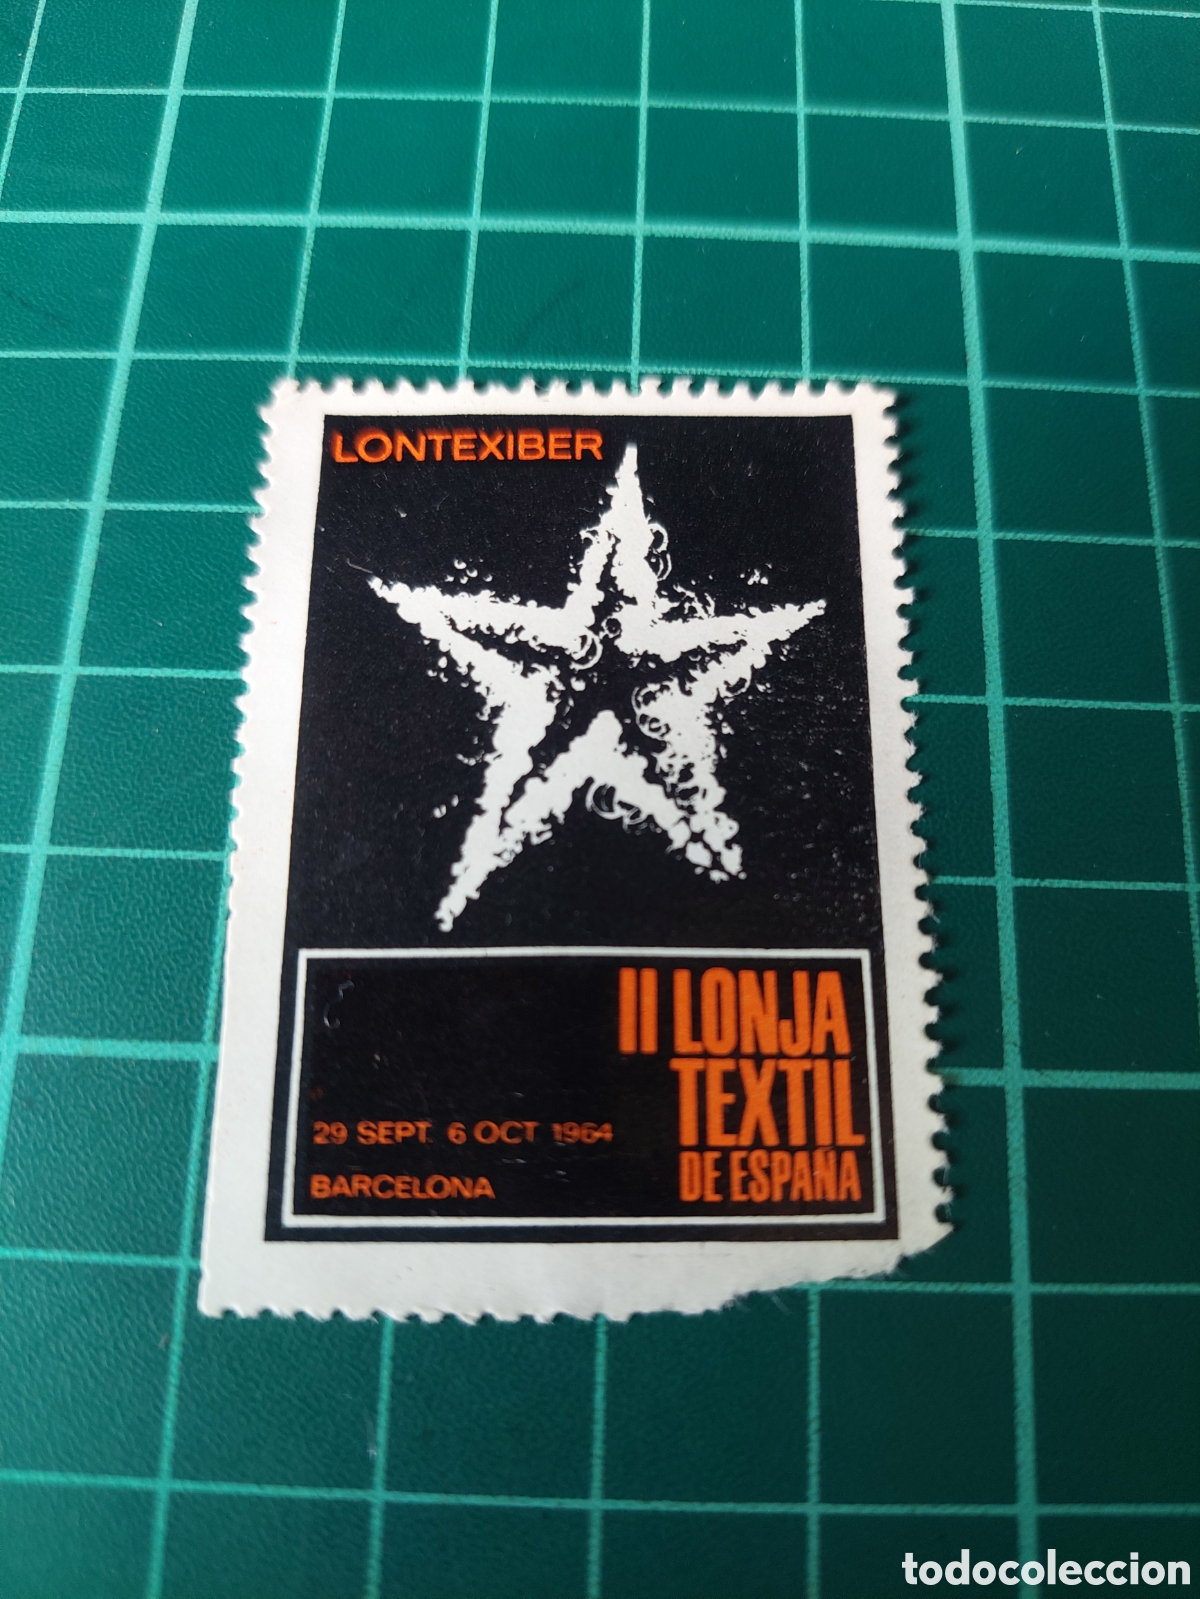 LONTEXIBER
II LONJA
TEXTIL
DE ESPAÑA
29 SEPT. 6 OCT 1964
BARCELONA
todocoleccion